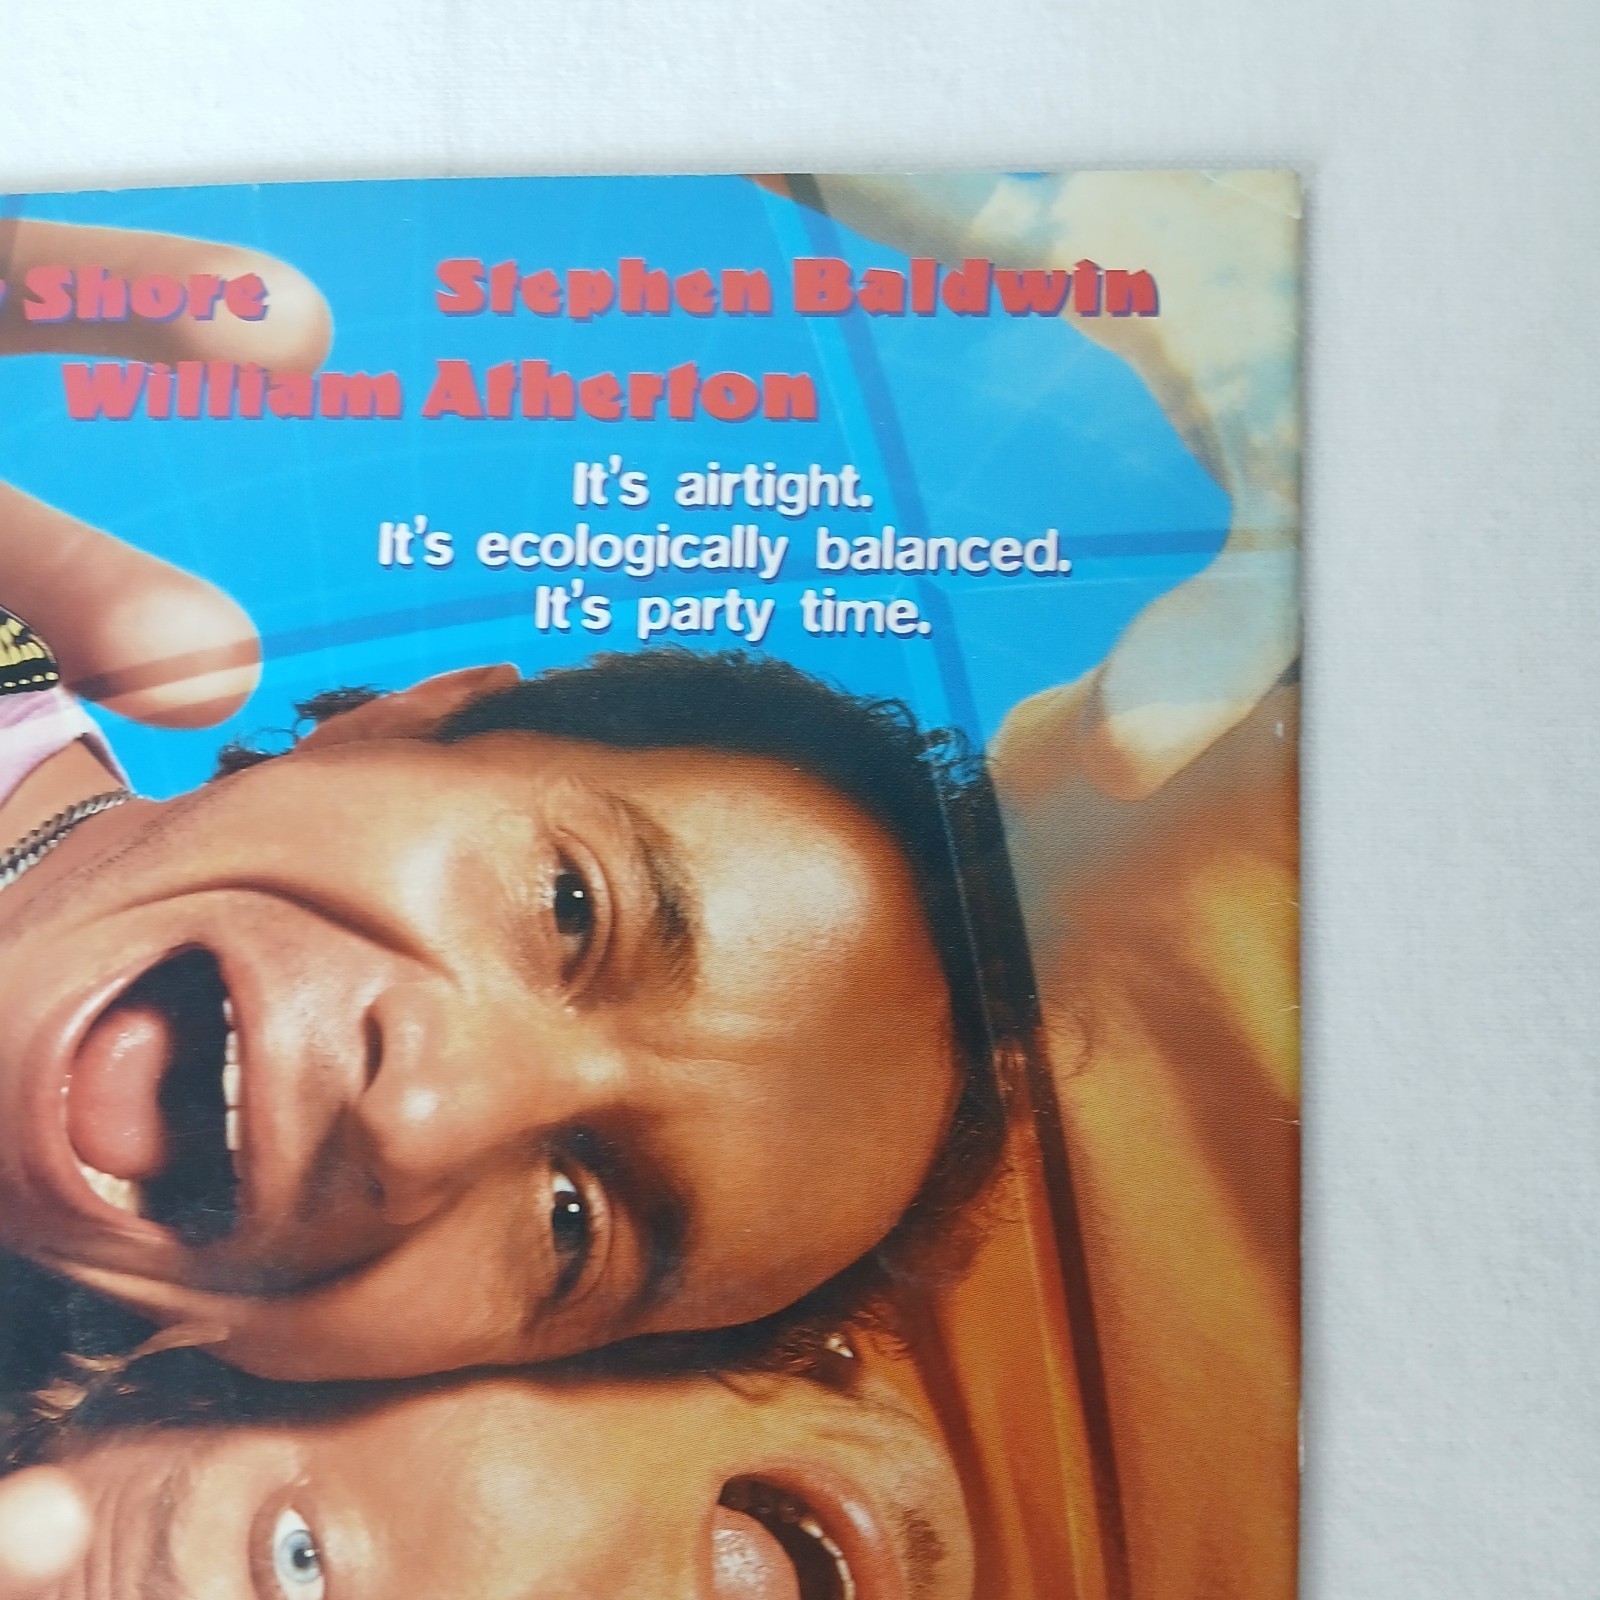 Shore Stephen Baldwin
William Atherton
It's airtight.
It's ecologically balanced.
It's party time.